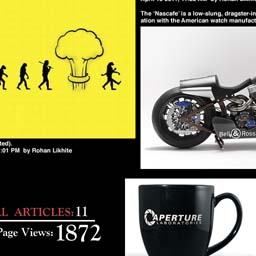 The 'Nascafe' is a low-slung, dragster-in
ation with the American watch manufact
ted).
:01 PM by Rohan Likhite
Bell & Ross
L ARTICLES: 11
Page Views: 1872
APERTURE
LABORATORIES